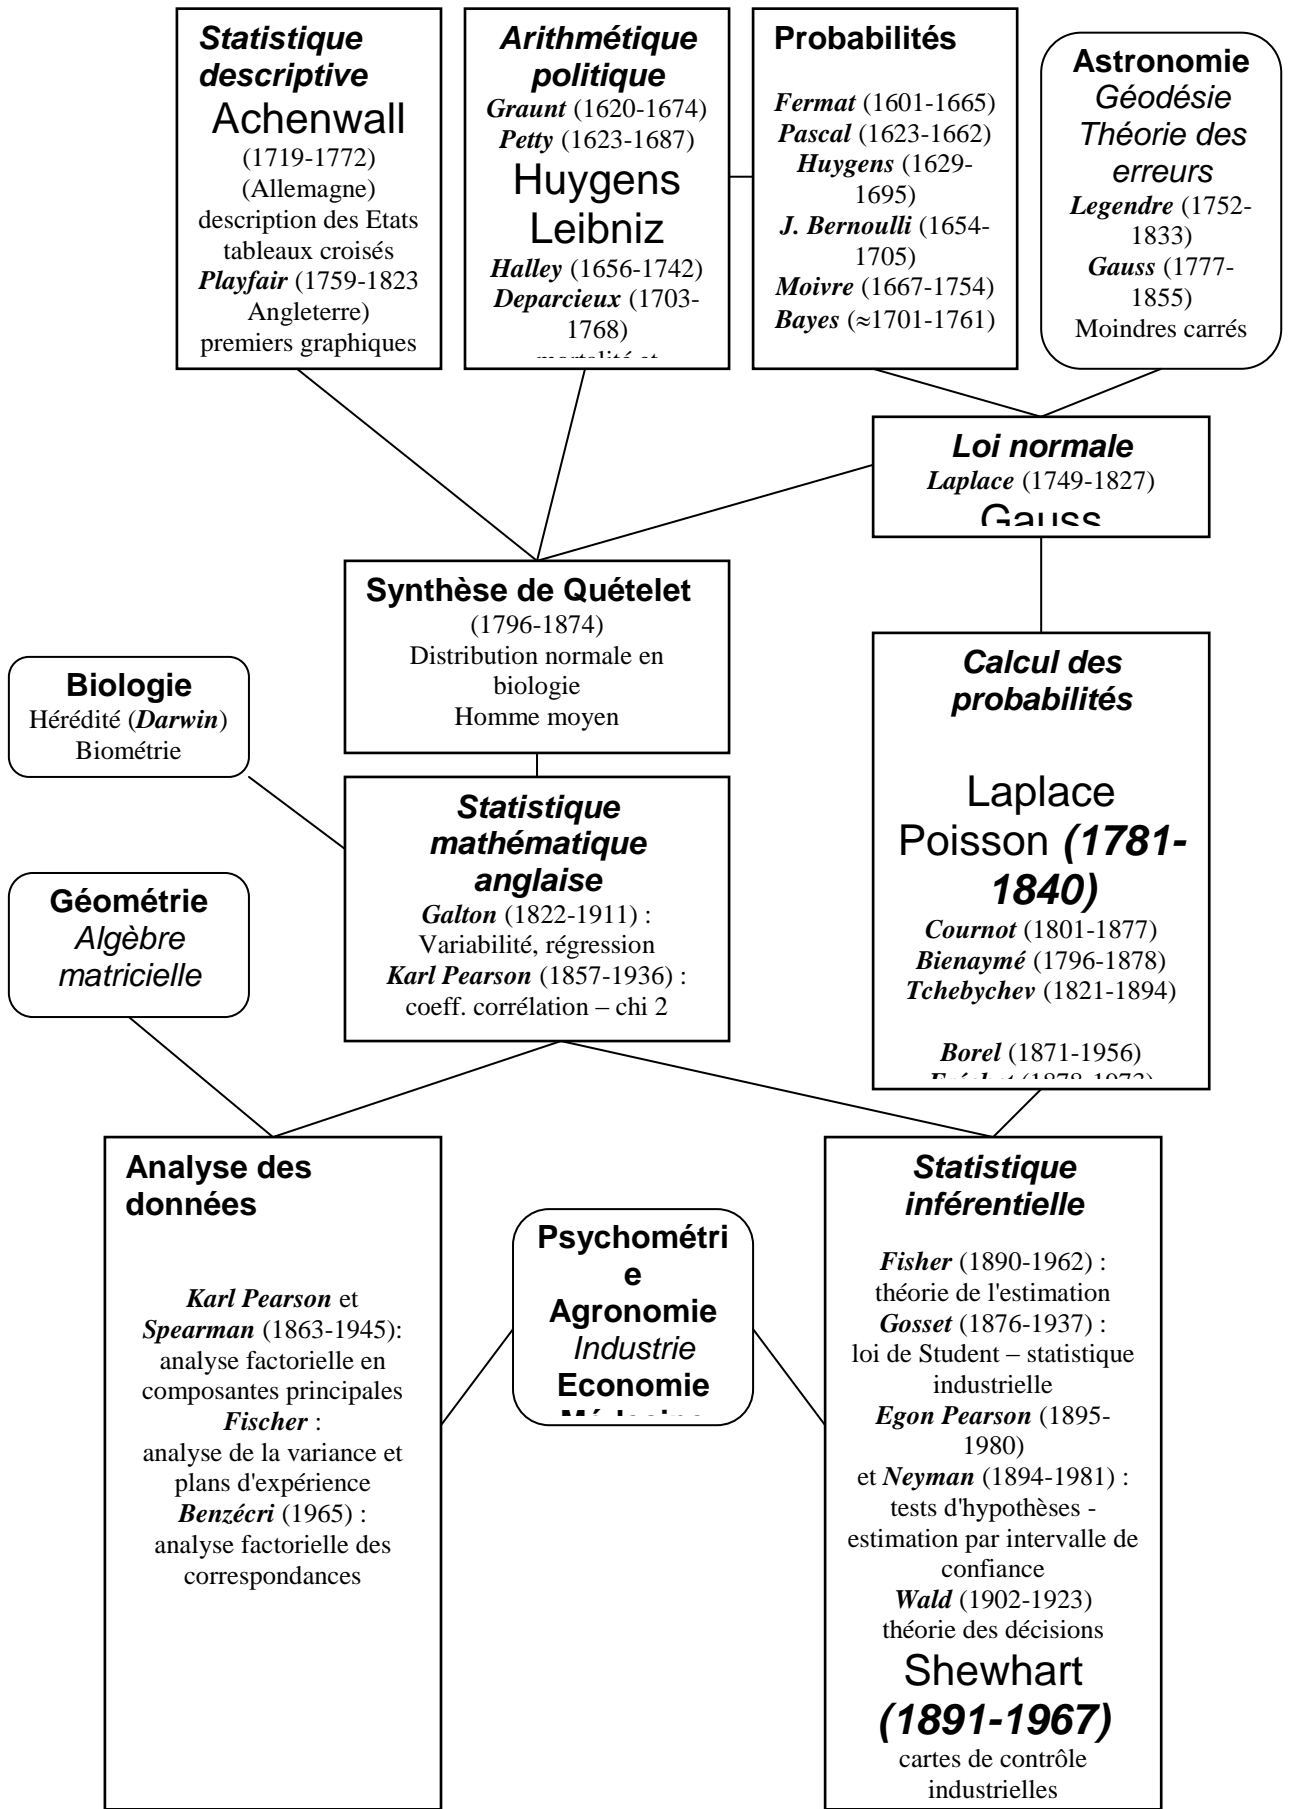 Statistique
descriptive
Achenwall
(1719-1772)
(Allemagne)
description des Etats
tableaux croisés
Playfair (1759-1823
Angleterre)
premiers graphiques
Arithmétique
politique
Graunt (1620-1674)
Petty (1623-1687)
Huygens
Leibniz
Halley (1656-1742)
Deparcieux (1703-
1768)
mortalité et
Probabilités
Fermat (1601-1665)
Pascal (1623-1662)
Huygens (1629-
1695)
J. Bernoulli (1654-
1705)
Moivre (1667-1754)
Bayes (≈1701-1761)
Astronomie
Géodésie
Théorie des
erreurs
Legendre (1752-
1833)
Gauss (1777-
1855)
Moindres carrés
Loi normale
Laplace (1749-1827)
Gauss
Synthèse de Quételet
(1796-1874)
Distribution normale en
biologie
Homme moyen
Biologie
Hérédité (Darwin)
Biométrie
Calcul des
probabilités
Laplace
Poisson (1781-
1840)
Cournot (1801-1877)
Bienaymé (1796-1878)
Tchebychev (1821-1894)
Borel (1871-1956)
Fréchet (1878-1973)
Statistique
mathématique
anglaise
Galton (1822-1911) :
Variabilité, régression
Karl Pearson (1857-1936) :
coeff. corrélation – chi 2
Géométrie
Algèbre
matricielle
Analyse des
données
Karl Pearson et
Spearman (1863-1945):
analyse factorielle en
composantes principales
Fischer :
analyse de la variance et
plans d'expérience
Benzécri (1965) :
analyse factorielle des
correspondances
Psychométri
e
Agronomie
Industrie
Economie
Médecine
Statistique
inférentielle
Fisher (1890-1962) :
théorie de l'estimation
Gosset (1876-1937) :
loi de Student – statistique
industrielle
Egon Pearson (1895-
1980)
et Neyman (1894-1981) :
tests d'hypothèses -
estimation par intervalle de
confiance
Wald (1902-1923)
théorie des décisions
Shewhart
(1891-1967)
cartes de contrôle
industrielles